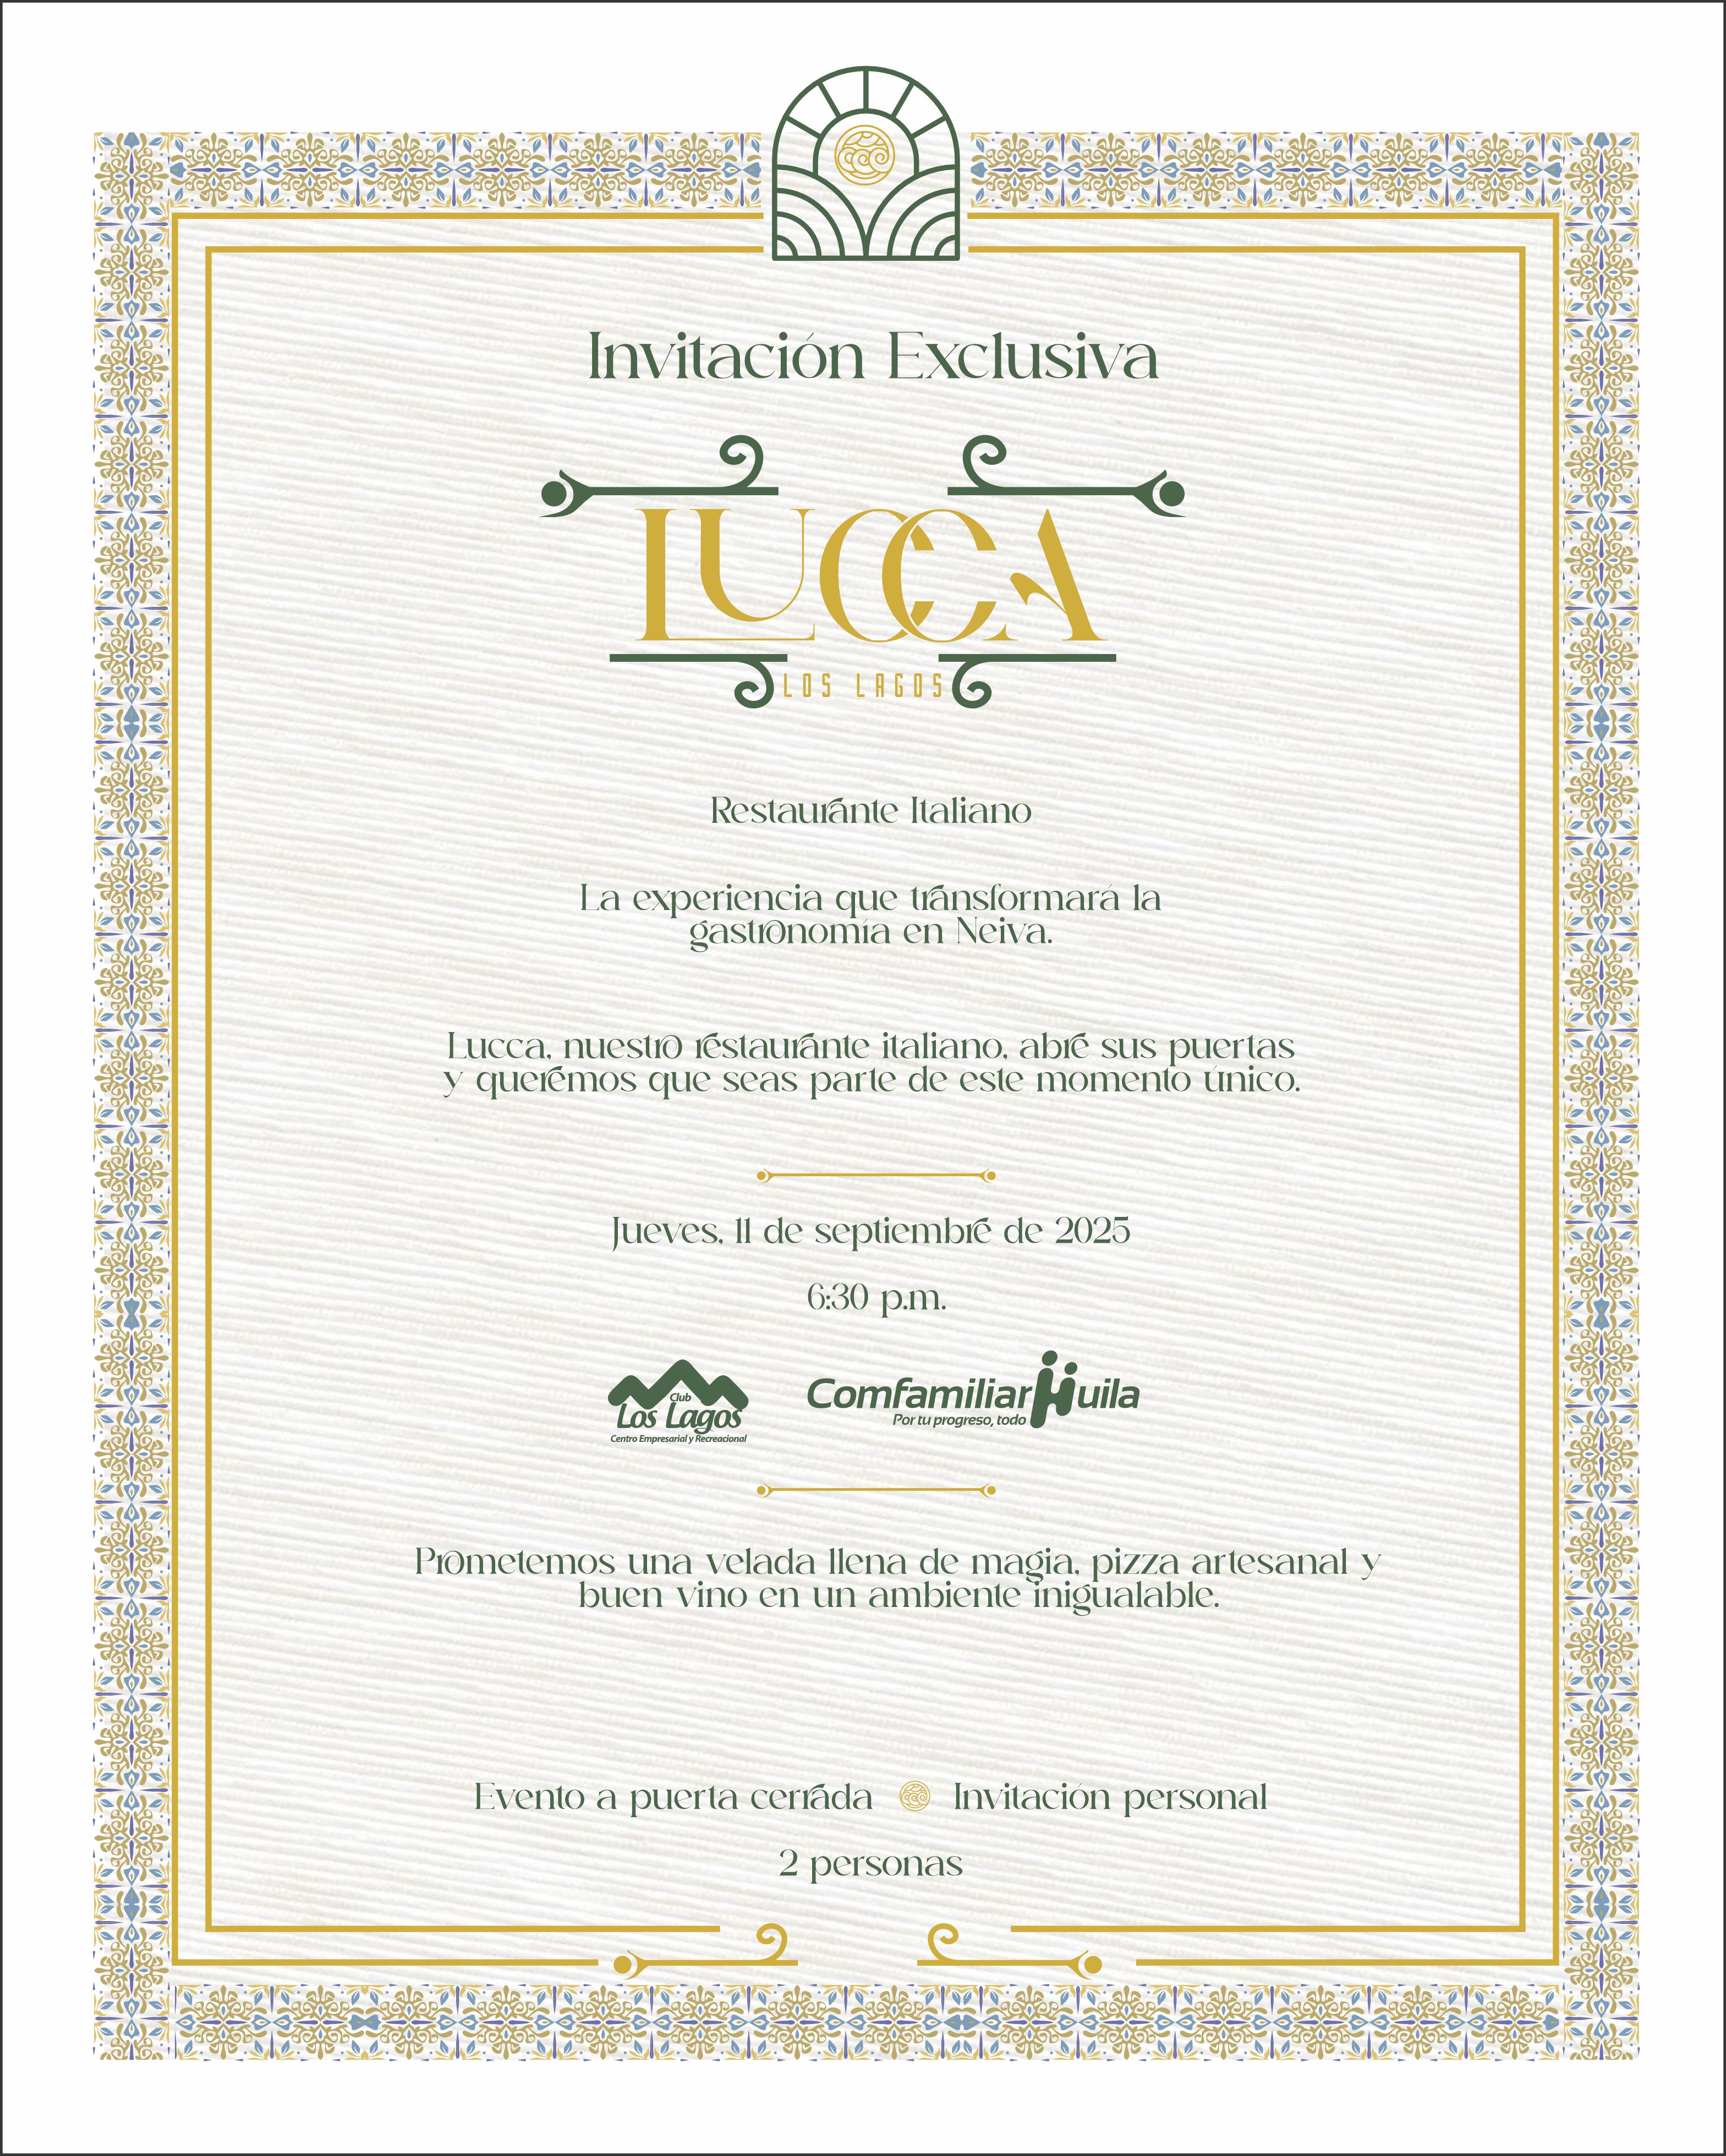 Invitación Exclusiva
LUCCA
LOS LAGOS
Restaurante Italiano
La experiencia que transformará la
gastronomía en Neiva.
Lucca, nuestro restaurante italiano, abre sus puertas
y queremos que seas parte de este momento único.
Jueves, 11 de septiembre de 2025
6:30 p.m.
Club
Los Lagos
Centro Empresarial y Recreacional
Comfamiliar Huila
Por tu progreso, todo
Prometemos una velada llena de magia, pizza artesanal y
buen vino en un ambiente inigualable.
Evento a puerta cerrada Invitación personal
2 personas